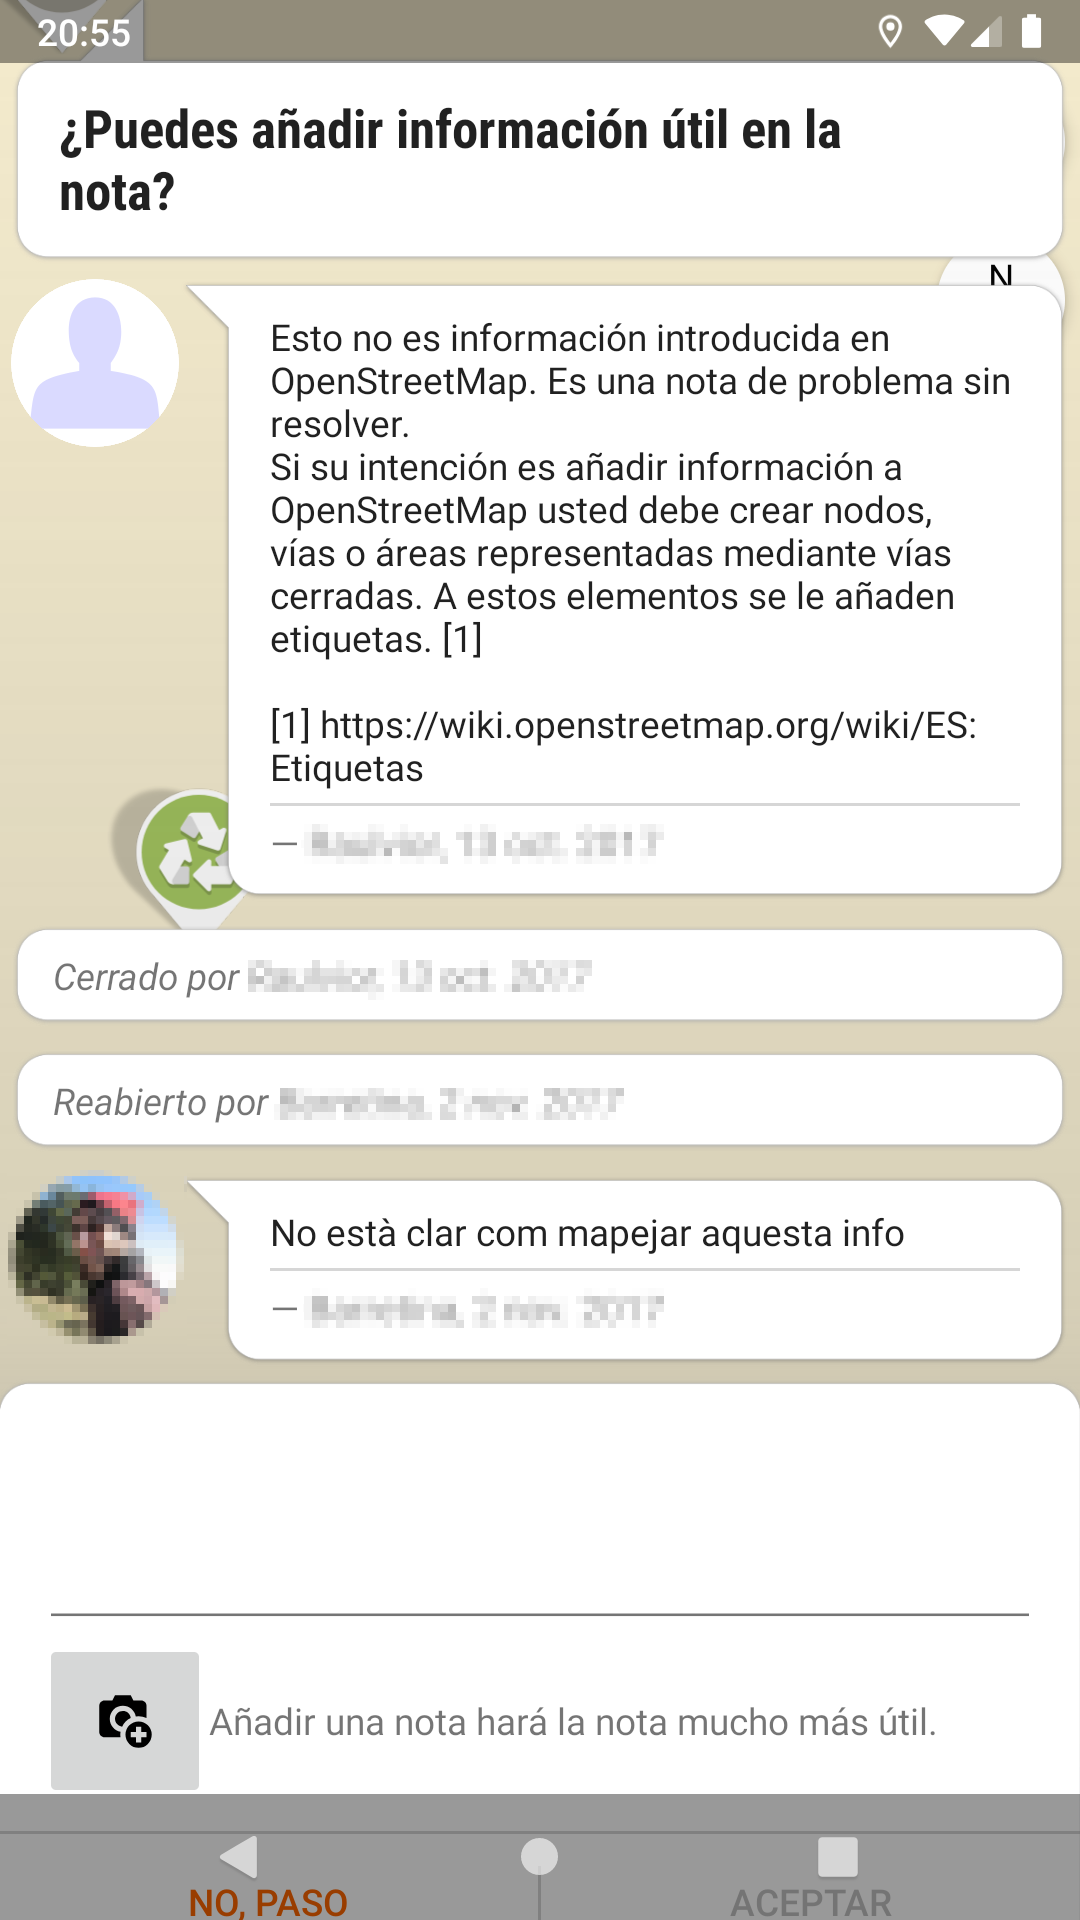 20:55
¿Puedes añadir información útil en la
nota?
N
Esto no es información introducida en
OpenStreetMap. Es una nota de problema sin
resolver.
Si su intención es añadir información a
OpenStreetMap usted debe crear nodos,
vías o áreas representadas mediante vías
cerradas. A estos elementos se le añaden
etiquetas. [1]
[1] https://wiki.openstreetmap.org/wiki/ES:
Etiquetas
—
Cerrado por
Reabierto por
No està clar com mapejar aquesta info
—
Añadir una nota hará la nota mucho más útil.
NO, PASO
ACEPTAR